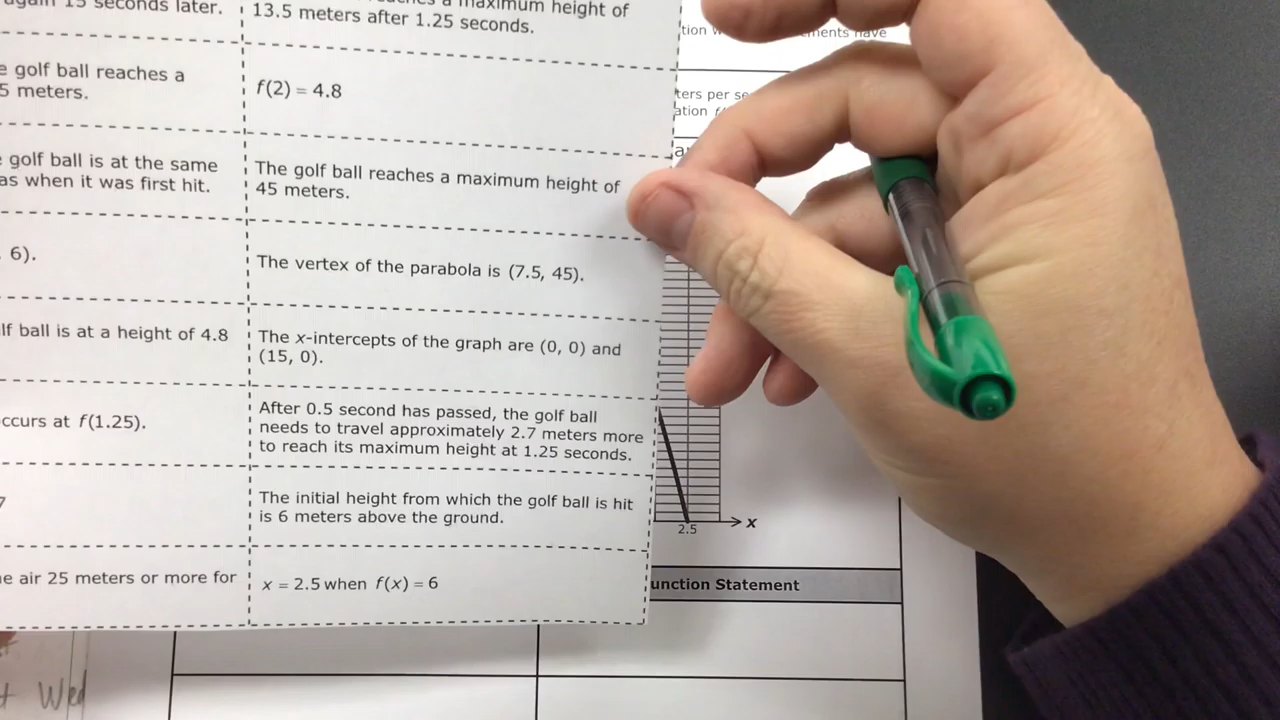 again 15 seconds later.
a maximum height of
13.5 meters after 1.25 seconds.
golf ball reaches a
5 meters.
f(2) = 4.8
golf ball is at the same
as when it was first hit.
The golf ball reaches a maximum height of
45 meters.
6).
The vertex of the parabola is (7.5, 45).
ball is at a height of 4.8
The x-intercepts of the graph are (0, 0) and
(15, 0).
at f(1.25).
After 0.5 second has passed, the golf ball
needs to travel approximately 2.7 meters more
to reach its maximum height at 1.25 seconds.
7
The initial height from which the golf ball is hit
is 6 meters above the ground.
air 25 meters or more for
x = 2.5 when f(x) = 6
per
2.5
x
Statement
Wed